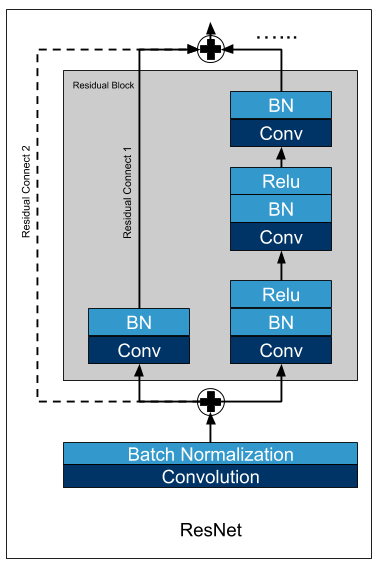 ......
Residual Block
Residual Connect 2
Residual Connect 1
BN
Conv
Relu
BN
Conv
Relu
BN
Conv
BN
Conv
Batch Normalization
Convolution
ResNet